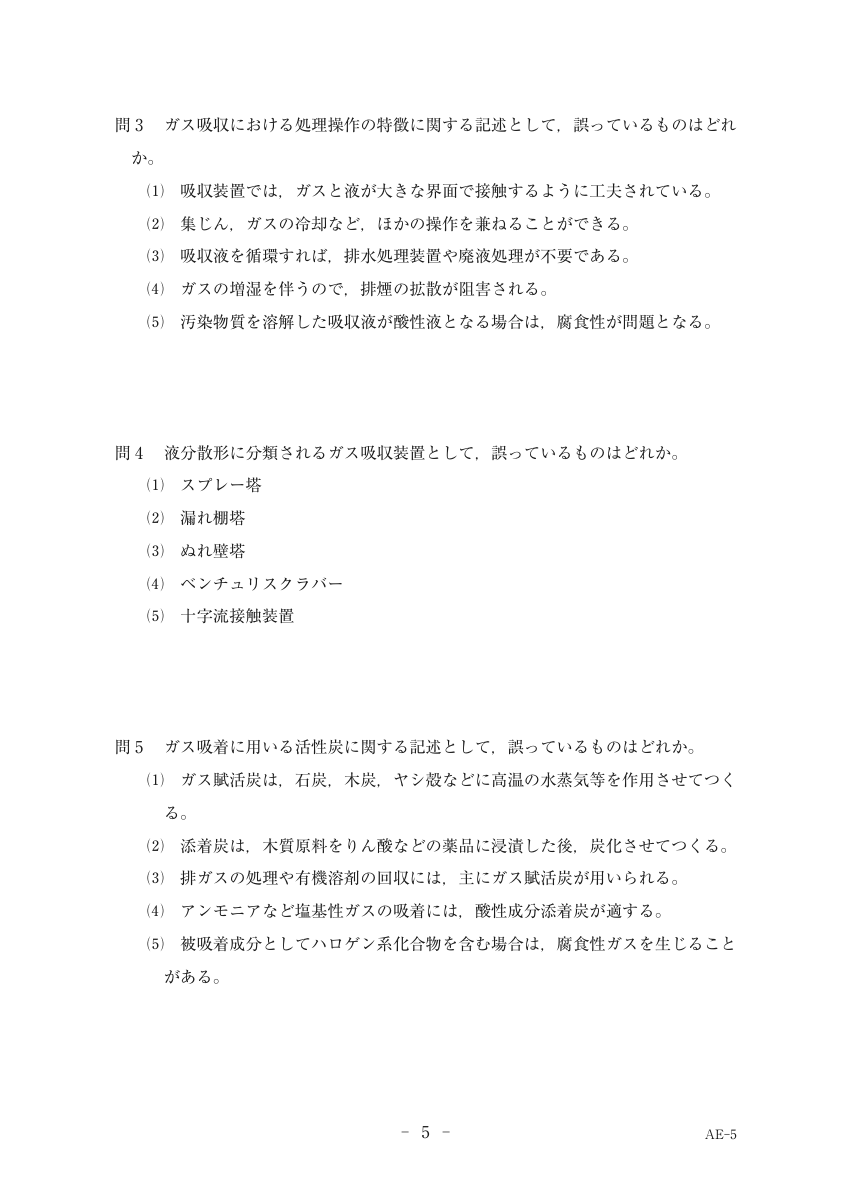 問3　ガス吸収における処理操作の特徴に関する記述として，誤っているものはどれ
か。
⑴　吸収装置では，ガスと液が大きな界面で接触するように工夫されている。
⑵　集じん，ガスの冷却など，ほかの操作を兼ねることができる。
⑶　吸収液を循環すれば，排水処理装置や廃液処理が不要である。
⑷　ガスの増湿を伴うので，排煙の拡散が阻害される。
⑸　汚染物質を溶解した吸収液が酸性液となる場合は，腐食性が問題となる。
問4　液分散形に分類されるガス吸収装置として，誤っているものはどれか。
⑴　スプレー塔
⑵　漏れ棚塔
⑶　ぬれ壁塔
⑷　ベンチュリスクラバー
⑸　十字流接触装置
問5　ガス吸着に用いる活性炭に関する記述として，誤っているものはどれか。
⑴　ガス賦活炭は，石炭，木炭，ヤシ殻などに高温の水蒸気等を作用させてつく
る。
⑵　添着炭は，木質原料をりん酸などの薬品に浸漬した後，炭化させてつくる。
⑶　排ガスの処理や有機溶剤の回収には，主にガス賦活炭が用いられる。
⑷　アンモニアなど塩基性ガスの吸着には，酸性成分添着炭が適する。
⑸　被吸着成分としてハロゲン系化合物を含む場合は，腐食性ガスを生じること
がある。
- 5 -
AE-5